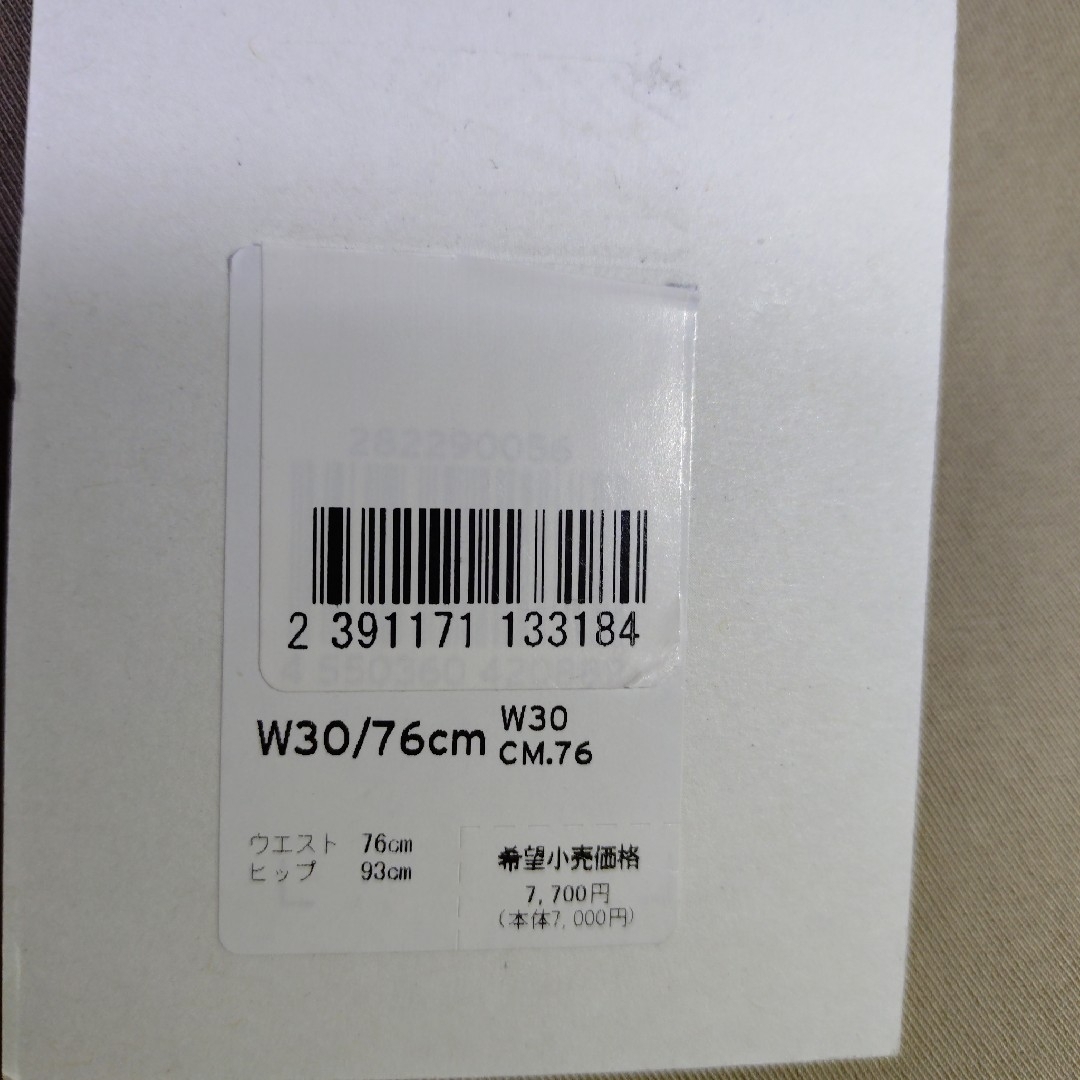 282290056
2 391171 133184
W30/76cm
W30
CM.76
ウエスト 76cm
ヒップ 93cm
希望小売価格
7,700円
(本体7,000円)